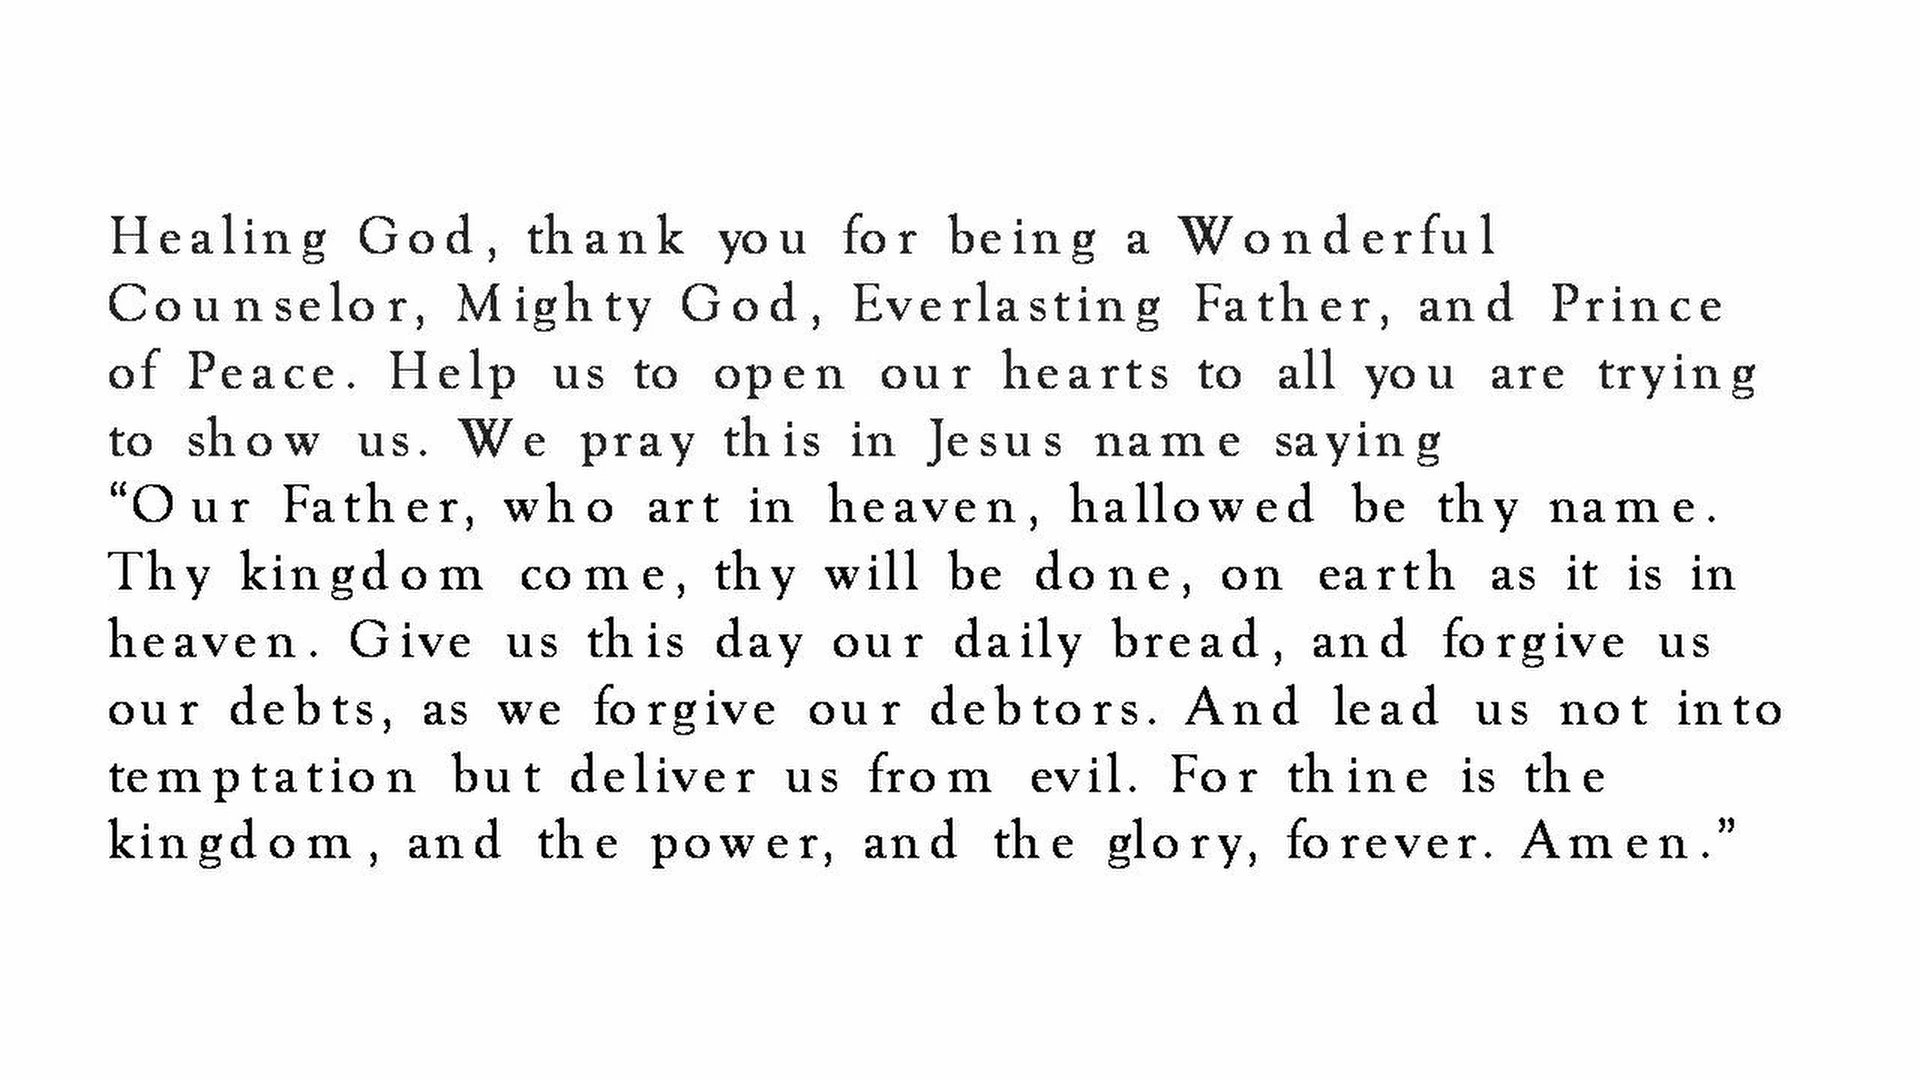 Healing God, thank you for being a Wonderful
Counselor, Mighty God, Everlasting Father, and Prince
of Peace. Help us to open our hearts to all you are trying
to show us. We pray this in Jesus name saying
“Our Father, who art in heaven, hallowed be thy name.
Thy kingdom come, thy will be done, on earth as it is in
heaven. Give us this day our daily bread, and forgive us
our debts, as we forgive our debtors. And lead us not into
temptation but deliver us from evil. For thine is the
kingdom, and the power, and the glory, forever. Amen.”